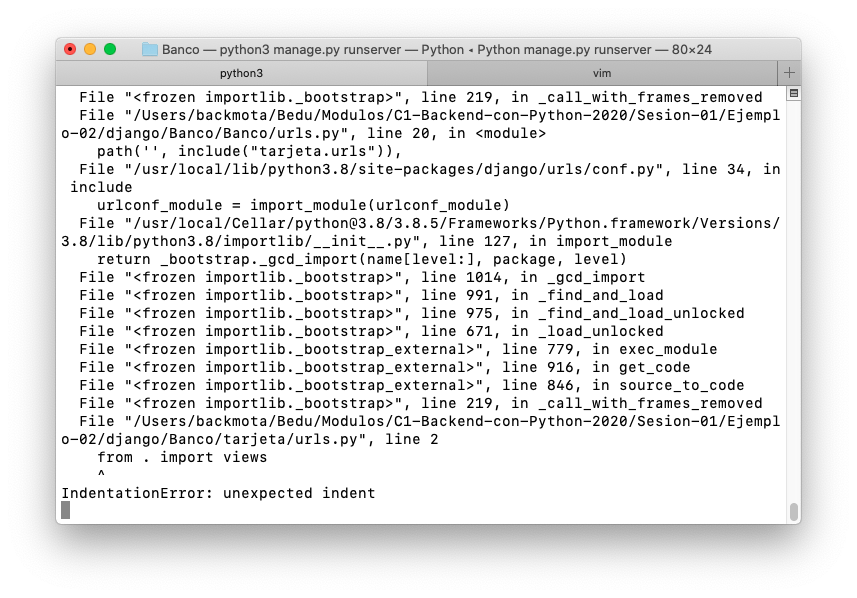 Banco — python3 manage.py runserver — Python ◂ Python manage.py runserver — 80×24
python3 vim +
  File "<frozen importlib._bootstrap>", line 219, in _call_with_frames_removed
  File "/Users/backmota/Bedu/Modulos/C1-Backend-con-Python-2020/Sesion-01/Ejempl
o-02/django/Banco/Banco/urls.py", line 20, in <module>
    path('', include("tarjeta.urls")),
  File "/usr/local/lib/python3.8/site-packages/django/urls/conf.py", line 34, in
 include
    urlconf_module = import_module(urlconf_module)
  File "/usr/local/Cellar/python@3.8/3.8.5/Frameworks/Python.framework/Versions/
3.8/lib/python3.8/importlib/__init__.py", line 127, in import_module
    return _bootstrap._gcd_import(name[level:], package, level)
  File "<frozen importlib._bootstrap>", line 1014, in _gcd_import
  File "<frozen importlib._bootstrap>", line 991, in _find_and_load
  File "<frozen importlib._bootstrap>", line 975, in _find_and_load_unlocked
  File "<frozen importlib._bootstrap>", line 671, in _load_unlocked
  File "<frozen importlib._bootstrap_external>", line 779, in exec_module
  File "<frozen importlib._bootstrap_external>", line 916, in get_code
  File "<frozen importlib._bootstrap_external>", line 846, in source_to_code
  File "<frozen importlib._bootstrap>", line 219, in _call_with_frames_removed
  File "/Users/backmota/Bedu/Modulos/C1-Backend-con-Python-2020/Sesion-01/Ejempl
o-02/django/Banco/tarjeta/urls.py", line 2
    from . import views
    ^
IndentationError: unexpected indent